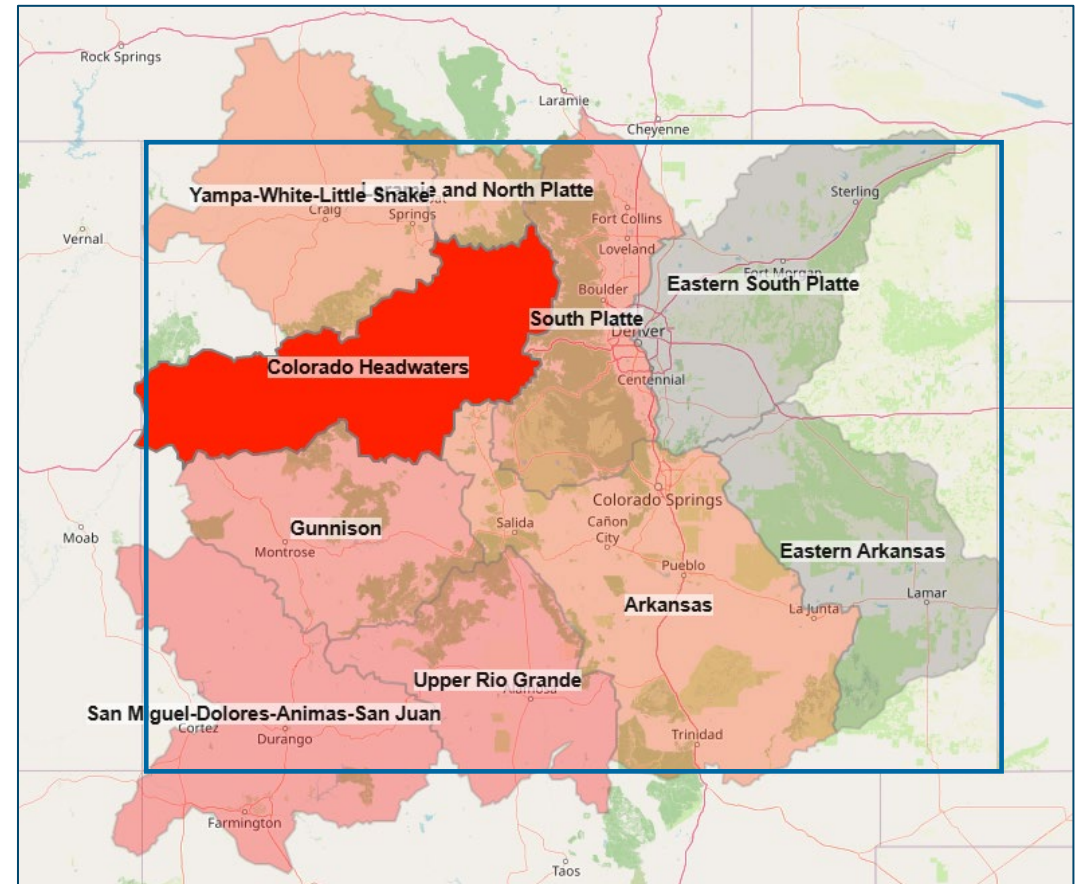 Rock Springs
Laramie
Cheyenne
Yampa-White-Little Snake
and North Platte
Craig
Springs
Sterling
Fort Collins
Vernal
Loveland
Fort Morgan
Eastern South Platte
Boulder
South Platte
Denver
Colorado Headwaters
Centennial
Colorado Springs
Gunnison
Salida
Cañon
City
Moab
Montrose
Eastern Arkansas
Pueblo
Lamar
Arkansas
La Junta
Upper Rio Grande
Alamosa
San Miguel-Dolores-Animas-San Juan
Cortez
Durango
Trinidad
Farmington
Taos